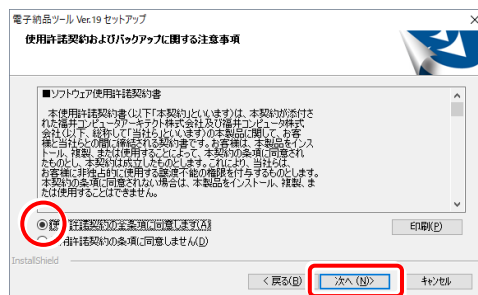 電子納品ツール Ver.19 セットアップ
使用許諾契約およびバックアップに関する注意事項
■ソフトウェア使用許諾契約書
本使用許諾契約書(以下「本契約」といいます)は、本契約が添付さ
れた福井コンピュータアーキテクト株式会社及び福井コンピュータ株式
会社(以下、総称して「当社ら」といいます)の本製品に関して、お客
様と当社らとの間に締結される契約書です。お客様は、本製品をインス
トール、複製、または使用することによって、本契約の条項に同意され
たものとし、本契約は成立したものとします。これにより、当社らは、
お客様に非独占的に使用する譲渡不能の権限を付与するものとします。
本契約の条項に同意されない場合は、本製品をインストール、複製、ま
たは使用することはできません。
使用許諾契約の全条項に同意します(A)
使用許諾契約の条項に同意しません(D)
印刷(P)
InstallShield
< 戻る(B)
次へ (N)>
キャンセル